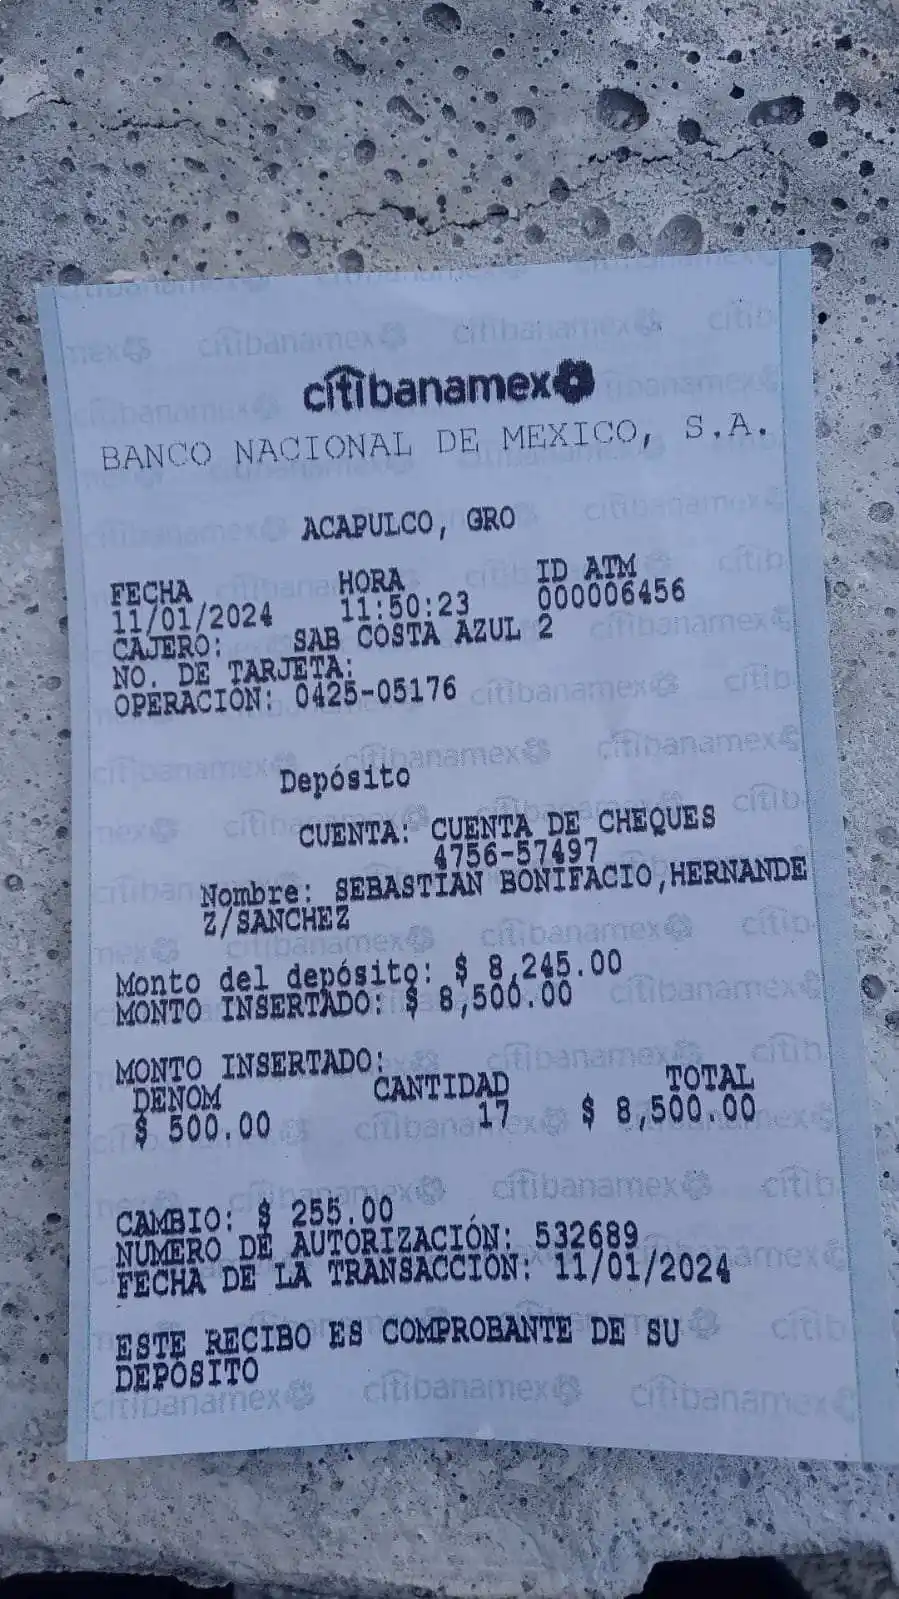 citibanamex
BANCO NACIONAL DE MEXICO, S.A.
ACAPULCO, GRO
FECHA HORA ID ATM
11/01/2024 11:50:23 000006456
CAJERO: SAB COSTA AZUL 2
NO. DE TARJETA:
OPERACIÓN: 0425-05176
Depósito
CUENTA: CUENTA DE CHEQUES
4756-57497
Nombre: SEBASTIAN BONIFACIO,HERNANDE
Z/SANCHEZ
Monto del depósito: $ 8,245.00
MONTO INSERTADO: $ 8,500.00
MONTO INSERTADO:
DENOM CANTIDAD TOTAL
$ 500.00 17 $ 8,500.00
CAMBIO: $ 255.00
NUMERO DE AUTORIZACIÓN: 532689
FECHA DE LA TRANSACCIÓN: 11/01/2024
ESTE RECIBO ES COMPROBANTE DE SU
DEPÓSITO